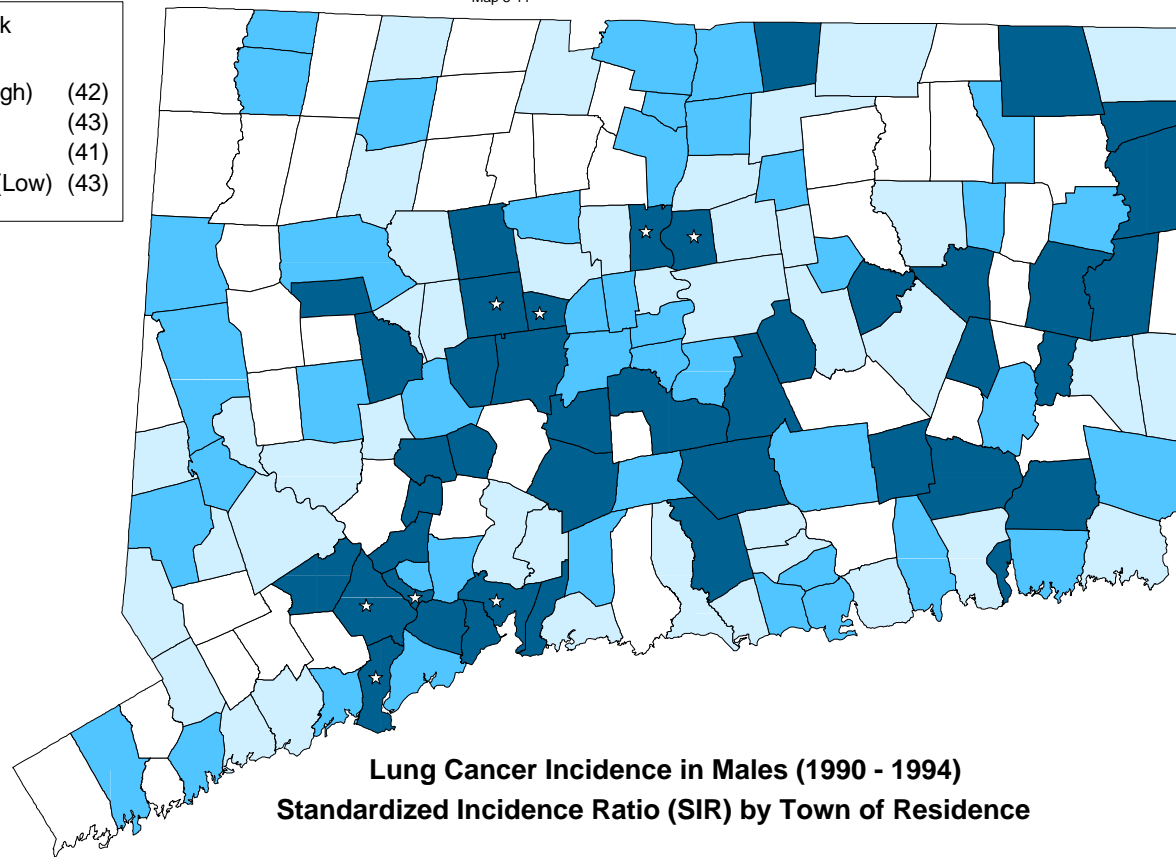 k
gh) (42)
(43)
(41)
(Low) (43)
Lung Cancer Incidence in Males (1990 - 1994)
Standardized Incidence Ratio (SIR) by Town of Residence